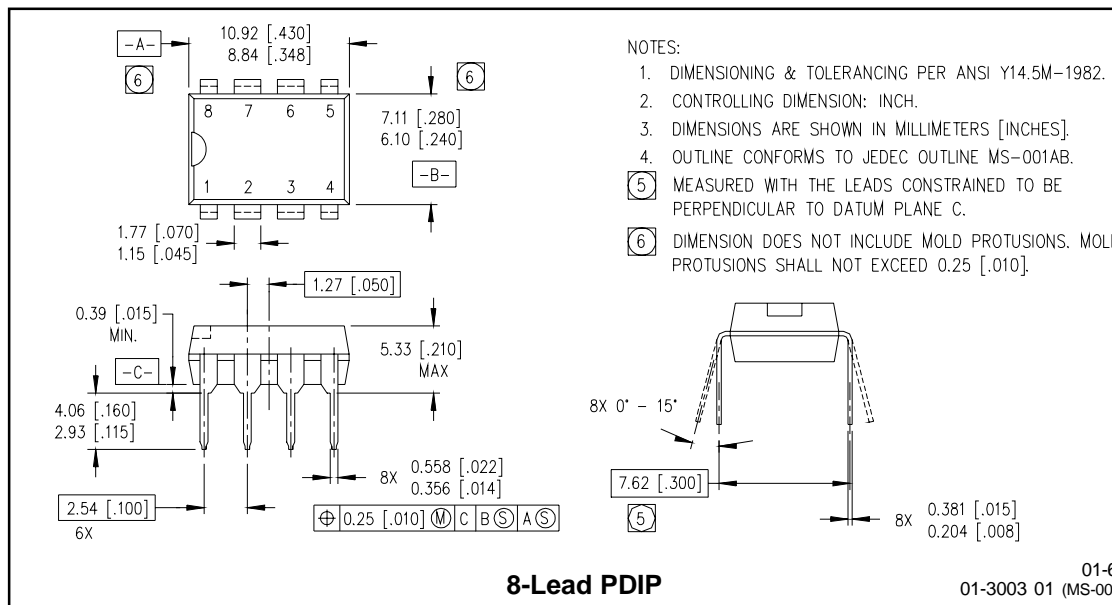 -A-
10.92 [.430]
8.84 [.348]
6
6
8 7 6 5
1 2 3 4
7.11 [.280]
6.10 [.240]
-B-
1.77 [.070]
1.15 [.045]
1.27 [.050]
0.39 [.015]
MIN.
-C-
5.33 [.210]
MAX
4.06 [.160]
2.93 [.115]
2.54 [.100]
6X
8X 0.558 [.022]
0.356 [.014]
⌖ 0.25 [.010] Ⓜ C B Ⓢ A Ⓢ
NOTES:
1. DIMENSIONING & TOLERANCING PER ANSI Y14.5M-1982.
2. CONTROLLING DIMENSION: INCH.
3. DIMENSIONS ARE SHOWN IN MILLIMETERS [INCHES].
4. OUTLINE CONFORMS TO JEDEC OUTLINE MS-001AB.
5 MEASURED WITH THE LEADS CONSTRAINED TO BE
PERPENDICULAR TO DATUM PLANE C.
6 DIMENSION DOES NOT INCLUDE MOLD PROTUSIONS. MOL
PROTUSIONS SHALL NOT EXCEED 0.25 [.010].
8X 0° - 15°
7.62 [.300]
5
8X 0.381 [.015]
0.204 [.008]
8-Lead PDIP
01-6
01-3003 01 (MS-00